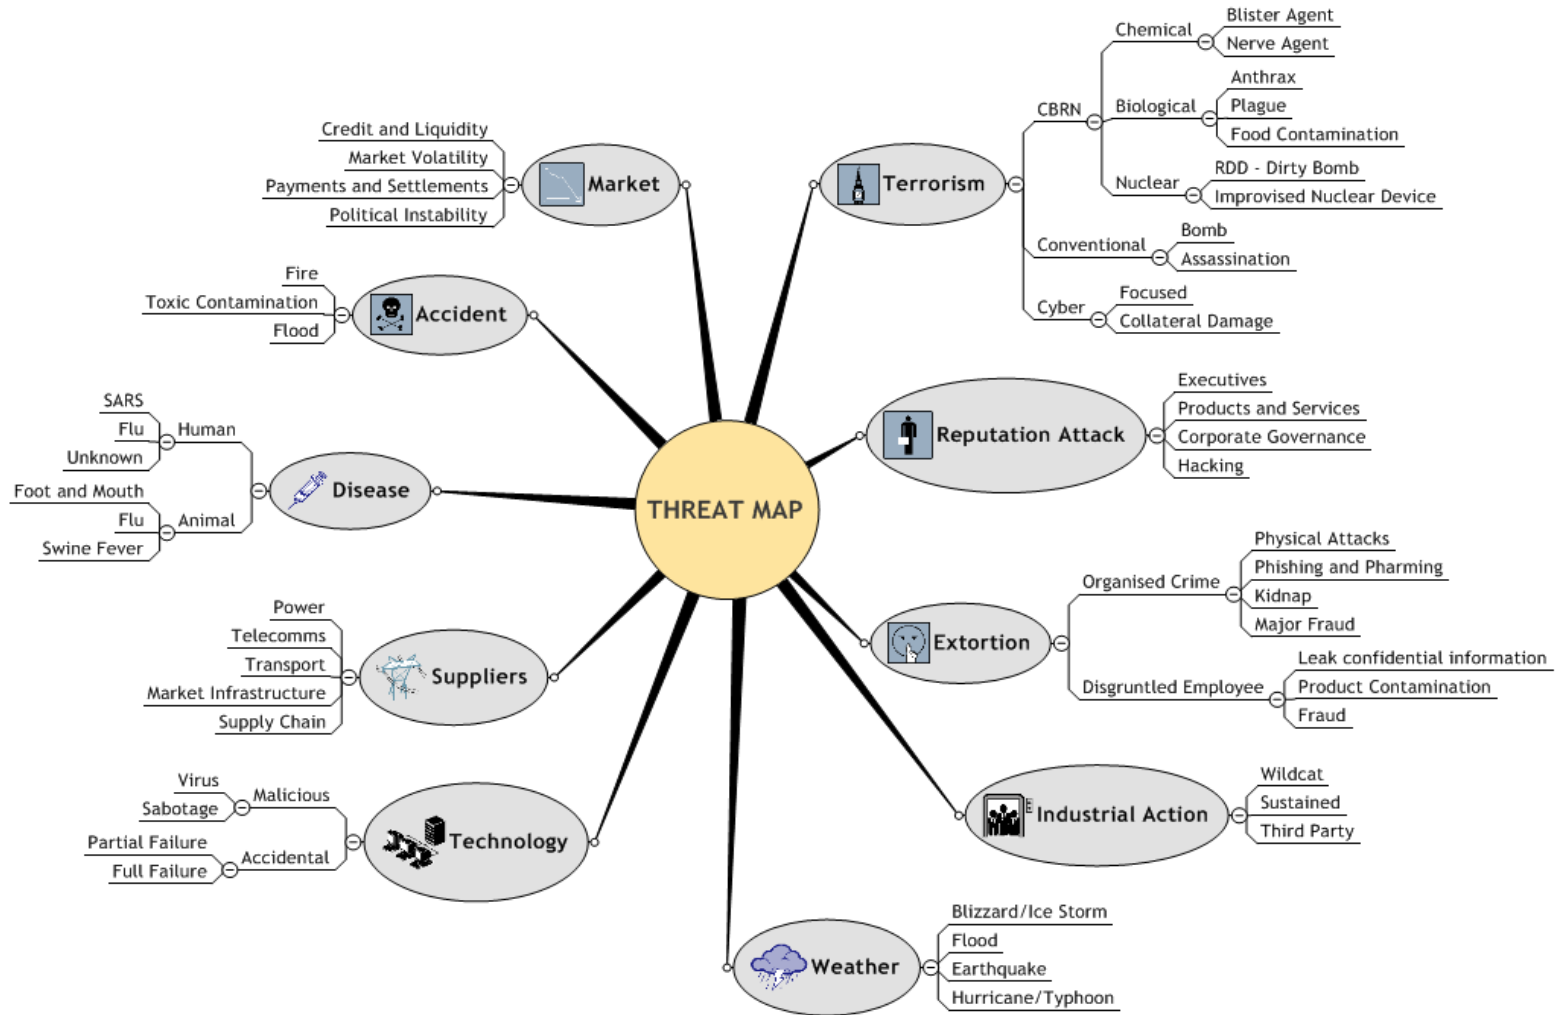 THREAT MAP
Terrorism
CBRN
Chemical
Blister Agent
Nerve Agent
Biological
Anthrax
Plague
Food Contamination
Nuclear
RDD - Dirty Bomb
Improvised Nuclear Device
Conventional
Bomb
Assassination
Cyber
Focused
Collateral Damage
Reputation Attack
Executives
Products and Services
Corporate Governance
Hacking
Extortion
Organised Crime
Physical Attacks
Phishing and Pharming
Kidnap
Major Fraud
Disgruntled Employee
Leak confidential information
Product Contamination
Fraud
Industrial Action
Wildcat
Sustained
Third Party
Weather
Blizzard/Ice Storm
Flood
Earthquake
Hurricane/Typhoon
Technology
Malicious
Virus
Sabotage
Accidental
Partial Failure
Full Failure
Suppliers
Power
Telecomms
Transport
Market Infrastructure
Supply Chain
Disease
Human
SARS
Flu
Unknown
Animal
Foot and Mouth
Flu
Swine Fever
Accident
Fire
Toxic Contamination
Flood
Market
Credit and Liquidity
Market Volatility
Payments and Settlements
Political Instability